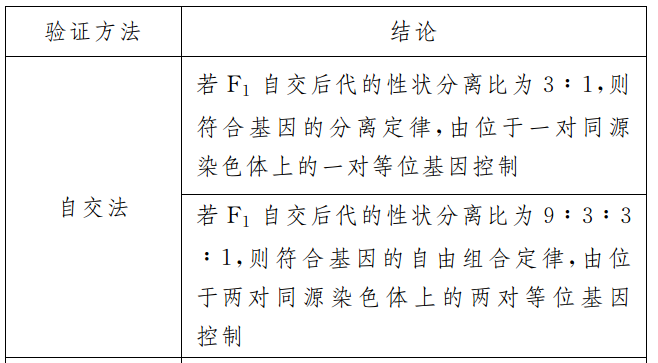 验证方法
结论
自交法
若F₁自交后代的性状分离比为3∶1,则
符合基因的分离定律,由位于一对同源
染色体上的一对等位基因控制
若F₁自交后代的性状分离比为9∶3∶3
∶1,则符合基因的自由组合定律,由位
于两对同源染色体上的两对等位基因
控制